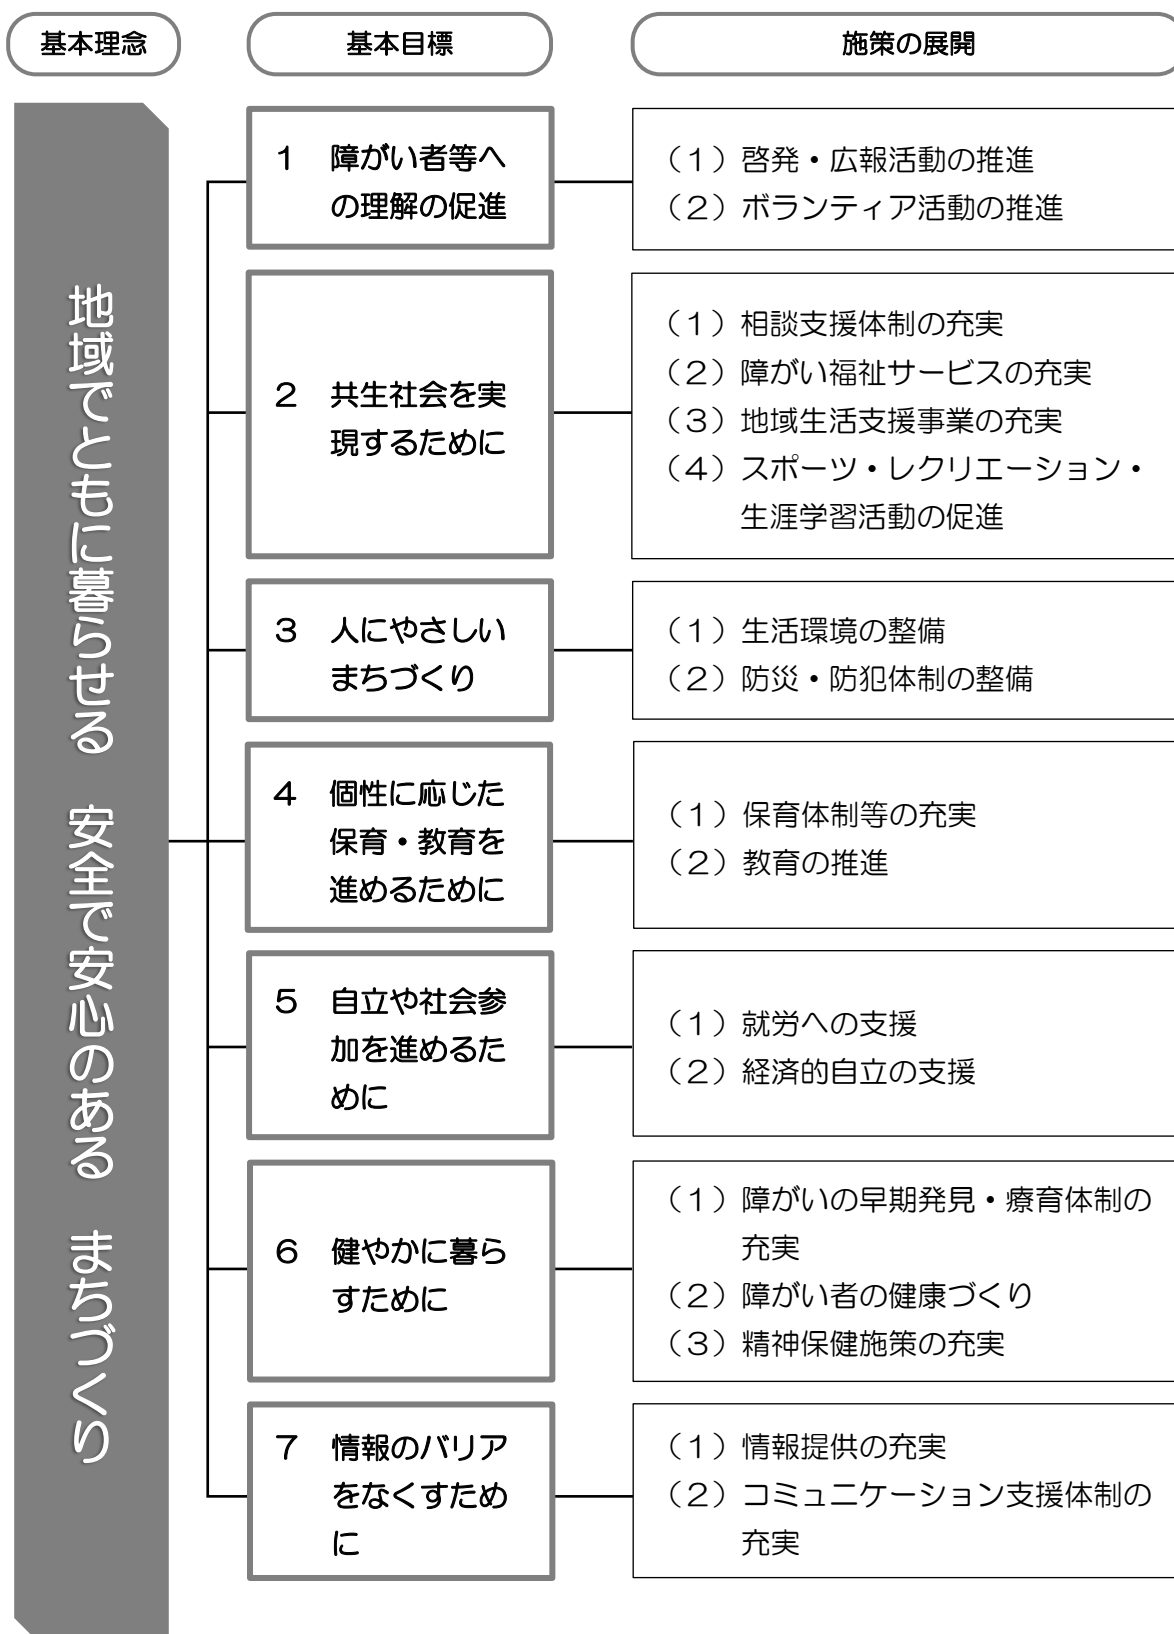 基本理念
基本目標
施策の展開
地域でともに暮らせる　安全で安心のある　まちづくり
１　障がい者等へ
の理解の促進
（１）啓発・広報活動の推進
（２）ボランティア活動の推進
２　共生社会を実
現するために
（１）相談支援体制の充実
（２）障がい福祉サービスの充実
（３）地域生活支援事業の充実
（４）スポーツ・レクリエーション・
生涯学習活動の促進
３　人にやさしい
まちづくり
（１）生活環境の整備
（２）防災・防犯体制の整備
４　個性に応じた
保育・教育を
進めるために
（１）保育体制等の充実
（２）教育の推進
５　自立や社会参
加を進めるた
めに
（１）就労への支援
（２）経済的自立の支援
６　健やかに暮ら
すために
（１）障がいの早期発見・療育体制の
充実
（２）障がい者の健康づくり
（３）精神保健施策の充実
７　情報のバリア
をなくすため
に
（１）情報提供の充実
（２）コミュニケーション支援体制の
充実